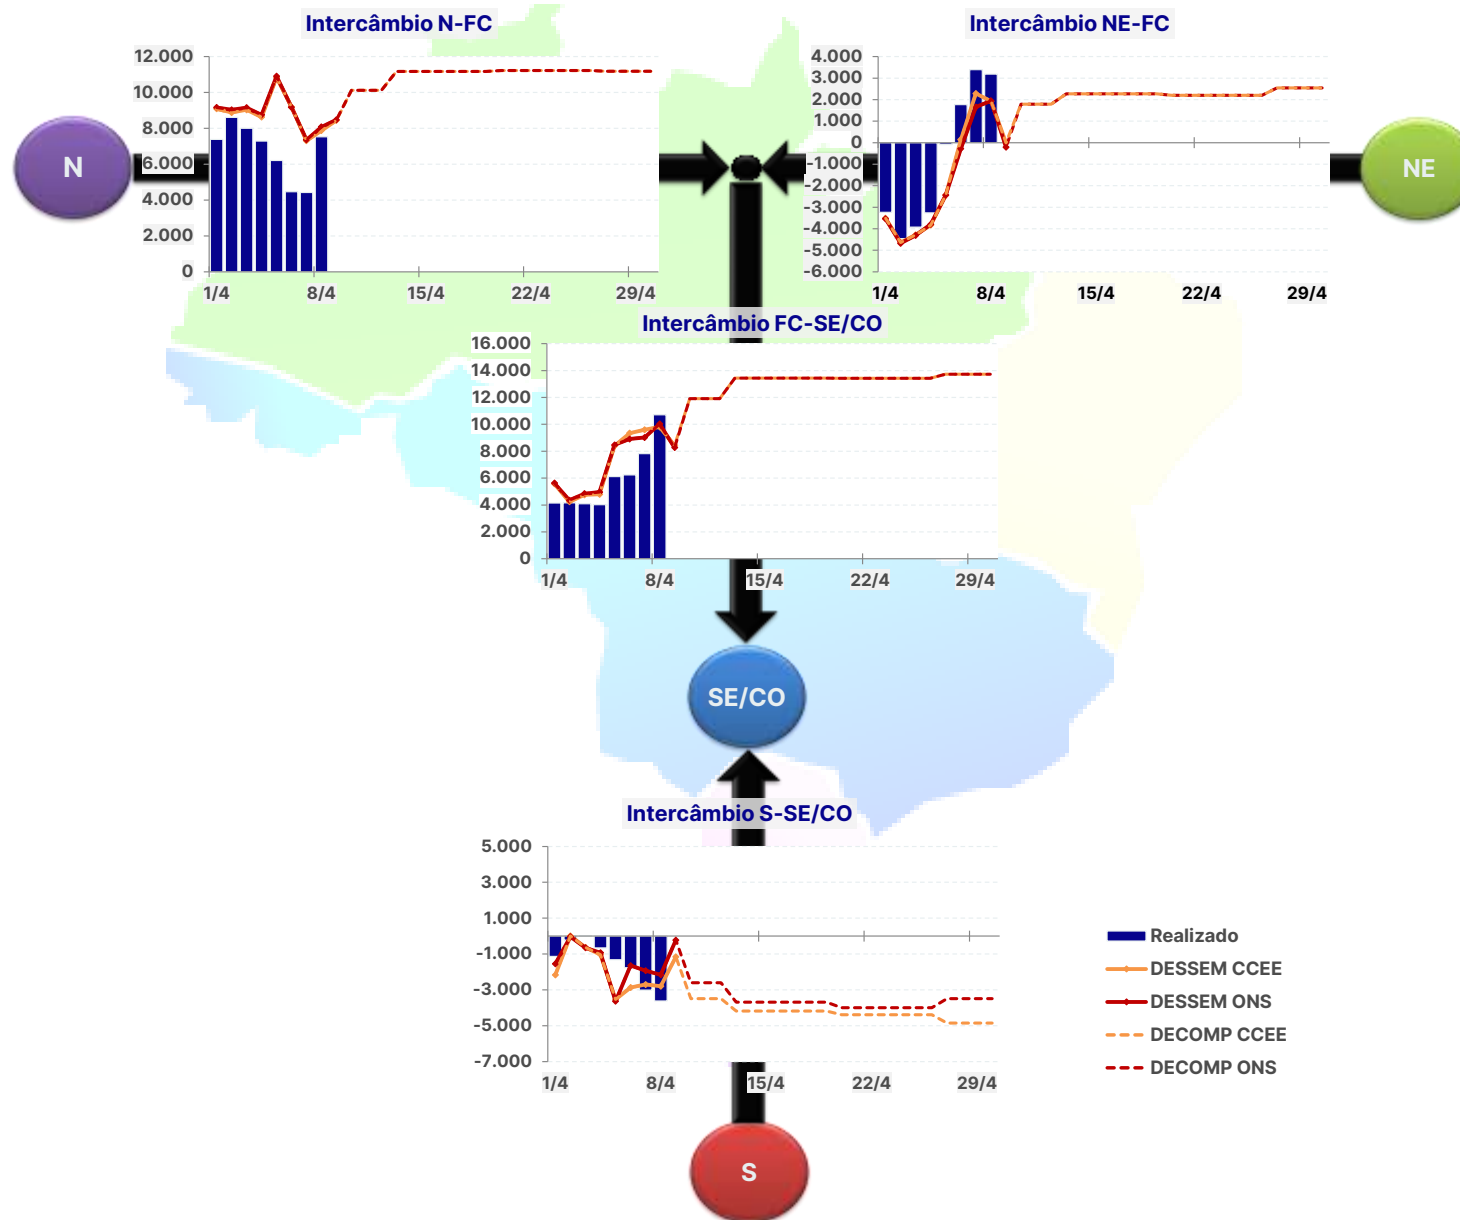 Intercâmbio N-FC
12.000
10.000
8.000
6.000
4.000
2.000
0
1/4 8/4 15/4 22/4 29/4
Intercâmbio NE-FC
4.000
3.000
2.000
1.000
0
-1.000
-2.000
-3.000
-4.000
-5.000
-6.000
1/4 8/4 15/4 22/4 29/4
N
NE
Intercâmbio FC-SE/CO
16.000
14.000
12.000
10.000
8.000
6.000
4.000
2.000
0
1/4 8/4 15/4 22/4 29/4
SE/CO
Intercâmbio S-SE/CO
5.000
3.000
1.000
-1.000
-3.000
-5.000
-7.000
1/4 8/4 15/4 22/4 29/4
Realizado
DESSEM CCEE
DESSEM ONS
DECOMP CCEE
DECOMP ONS
S